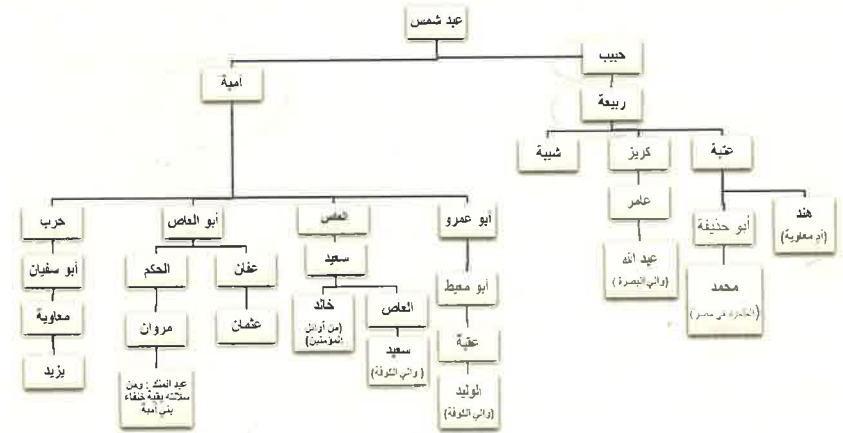 عبد شمس
حبيب
أمية
ربيعة
عتبة
كريز
شيبة
هند
(أم معاوية)
أبو حذيفة
محمد
في مصر)
عامر
عبد الله
(والي البصرة)
أبو عمرو
العاص
أبو العاص
حرب
أبو معيط
عقبة
الوليد
(والي الكوفة)
سعيد
العاص
خالد
(من أوائل
المؤمنين)
سعيد
(والي الكوفة)
عفان
الحكم
عثمان
مروان
عبد الملك: ومن
سلالته بقية خلفاء
بني أمية
أبو سفيان
معاوية
يزيد